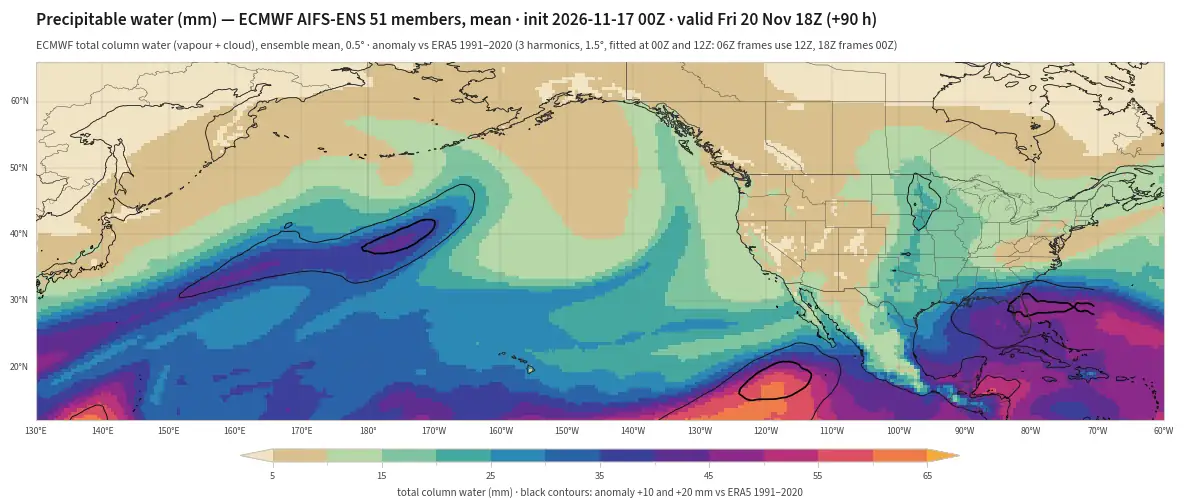 Precipitable water (mm) — ECMWF AIFS-ENS 51 members, mean · init 2026-11-17 00Z · valid Fri 20 Nov 18Z (+90 h)
ECMWF total column water (vapour + cloud), ensemble mean, 0.5° · anomaly vs ERA5 1991–2020 (3 harmonics, 1.5°, fitted at 00Z and 12Z: 06Z frames use 12Z, 18Z frames 00Z)
60°N
50°N
40°N
30°N
20°N
130°E 140°E 150°E 160°E 170°E 180° 170°W 160°W 150°W 140°W 130°W 120°W 110°W 100°W 90°W 80°W 70°W 60°W
5 15 25 35 45 55 65
total column water (mm) · black contours: anomaly +10 and +20 mm vs ERA5 1991–2020